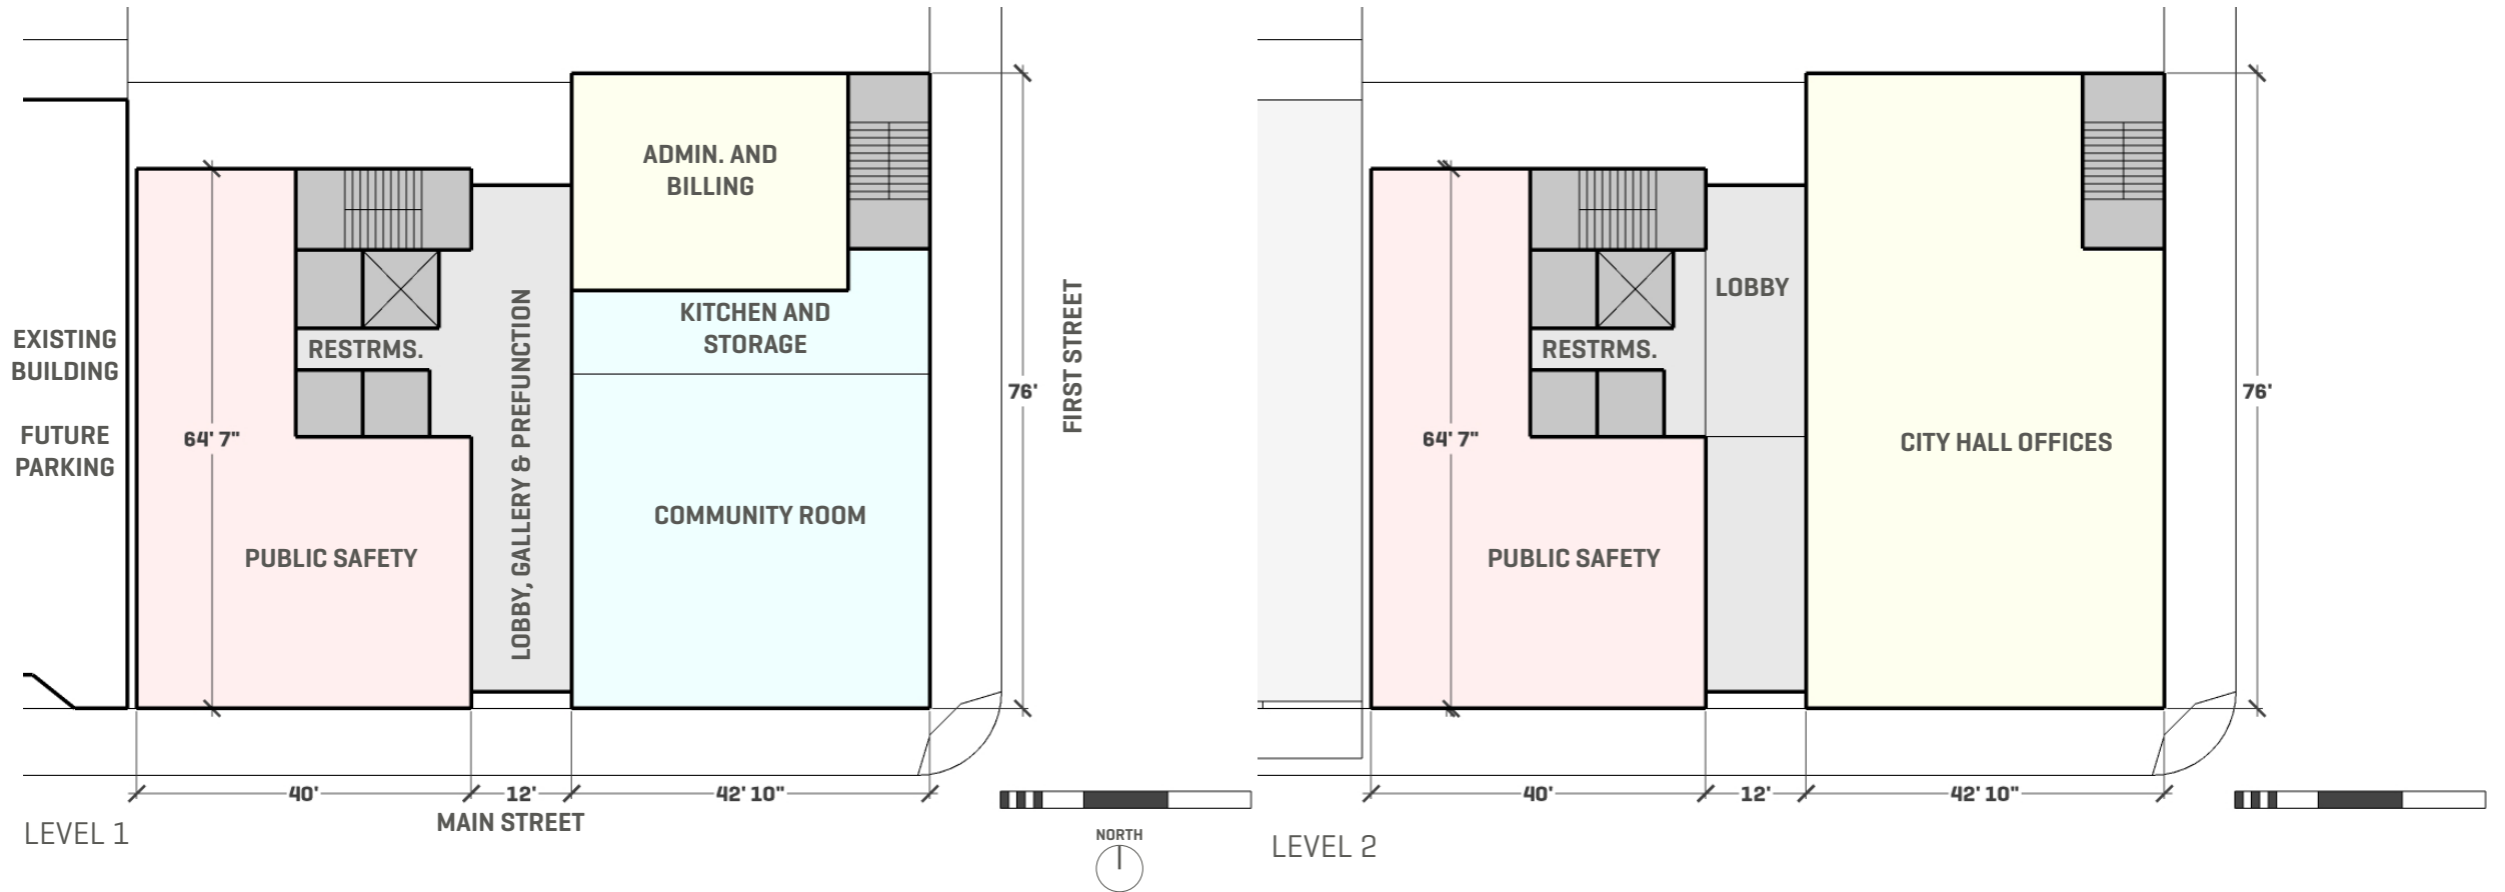 ADMIN. AND
BILLING
KITCHEN AND
STORAGE
EXISTING
BUILDING
FUTURE
PARKING
RESTRMS.
64' 7"
PUBLIC SAFETY
LOBBY, GALLERY & PREFUNCTION
COMMUNITY ROOM
76'
FIRST STREET
40'
12'
42' 10"
MAIN STREET
LEVEL 1
NORTH
LOBBY
RESTRMS.
64' 7"
PUBLIC SAFETY
CITY HALL OFFICES
76'
40'
12'
42' 10"
LEVEL 2